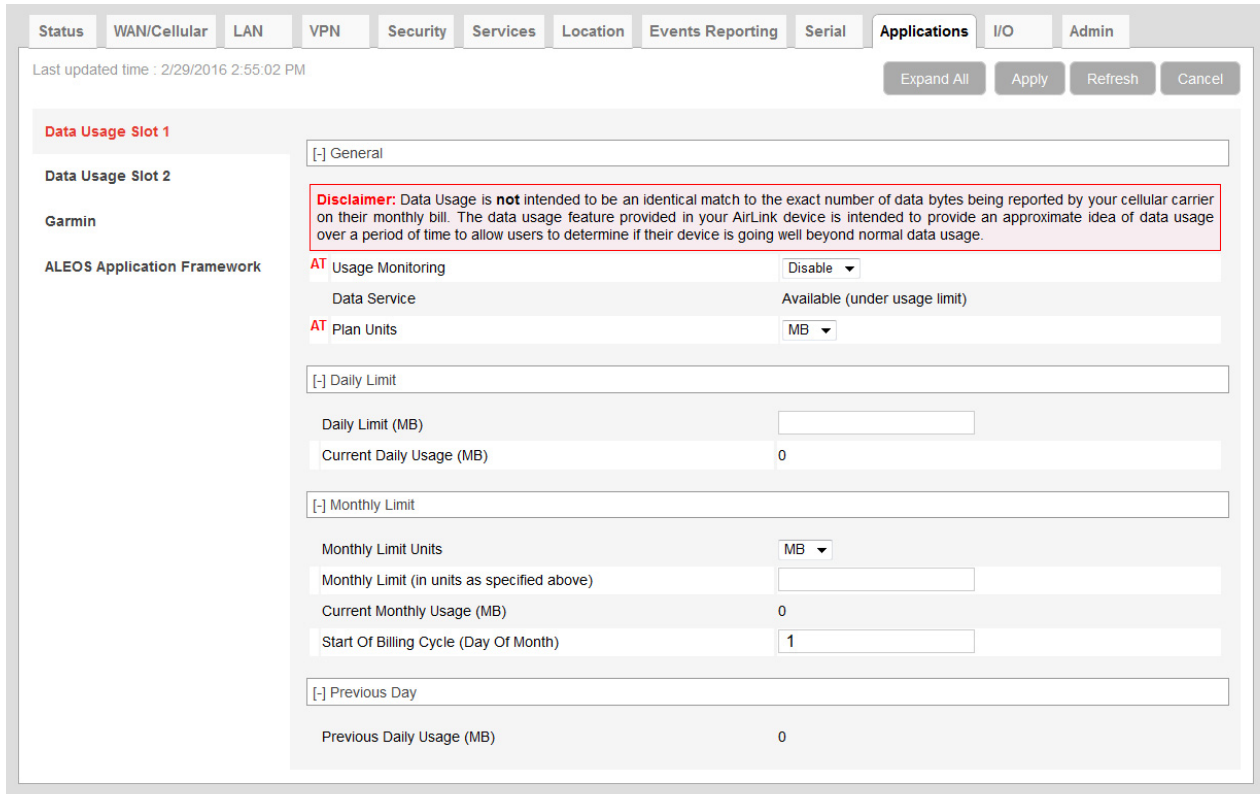 Status WAN/Cellular LAN VPN Security Services Location Events Reporting Serial Applications I/O Admin
Last updated time : 2/29/2016 2:55:02 PM
Expand All Apply Refresh Cancel
Data Usage Slot 1
Data Usage Slot 2
Garmin
ALEOS Application Framework
[-] General
Disclaimer: Data Usage is not intended to be an identical match to the exact number of data bytes being reported by your cellular carrier
on their monthly bill. The data usage feature provided in your AirLink device is intended to provide an approximate idea of data usage
over a period of time to allow users to determine if their device is going well beyond normal data usage.
AT Usage Monitoring Disable
Data Service Available (under usage limit)
AT Plan Units MB
[-] Daily Limit
Daily Limit (MB)
Current Daily Usage (MB) 0
[-] Monthly Limit
Monthly Limit Units MB
Monthly Limit (in units as specified above)
Current Monthly Usage (MB) 0
Start Of Billing Cycle (Day Of Month) 1
[-] Previous Day
Previous Daily Usage (MB) 0